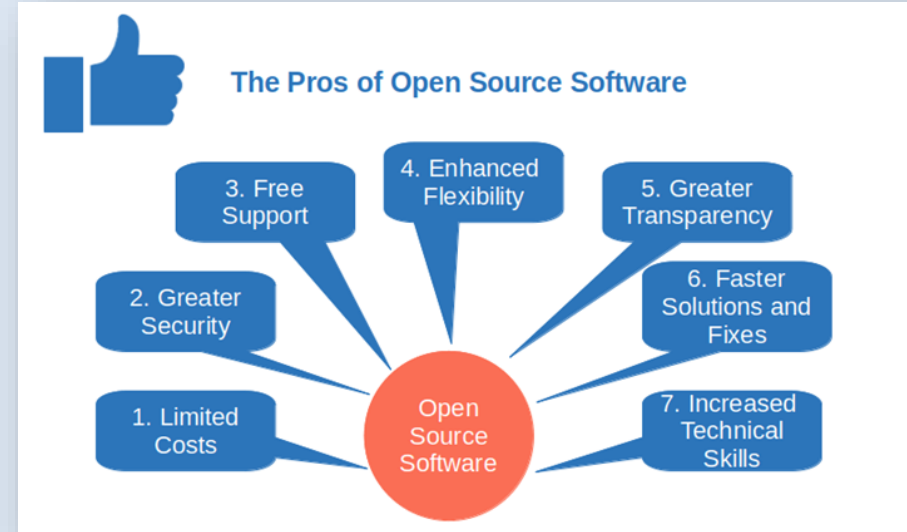 The Pros of Open Source Software
1. Limited
Costs
2. Greater
Security
3. Free
Support
4. Enhanced
Flexibility
5. Greater
Transparency
6. Faster
Solutions and
Fixes
7. Increased
Technical
Skills
Open
Source
Software